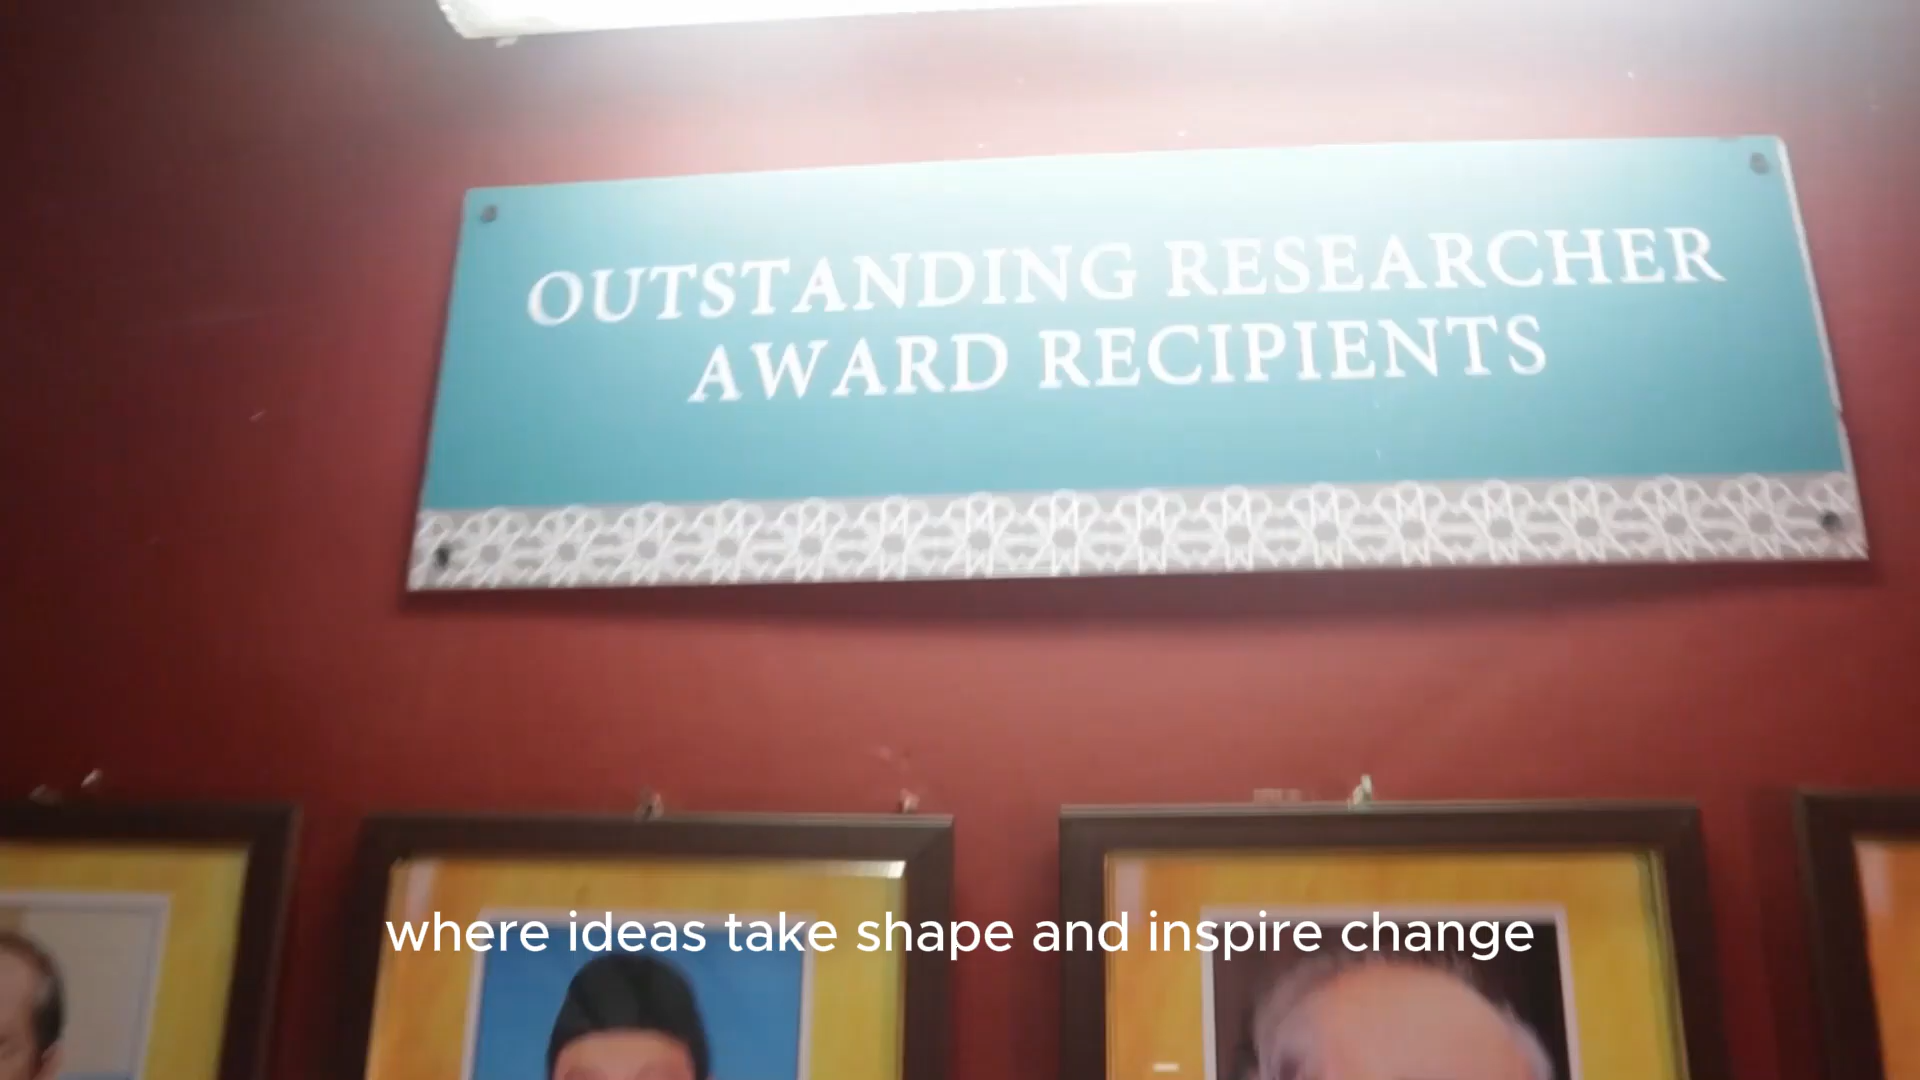 OUTSTANDING RESEARCHER
AWARD RECIPIENTS
where ideas take shape and inspire change